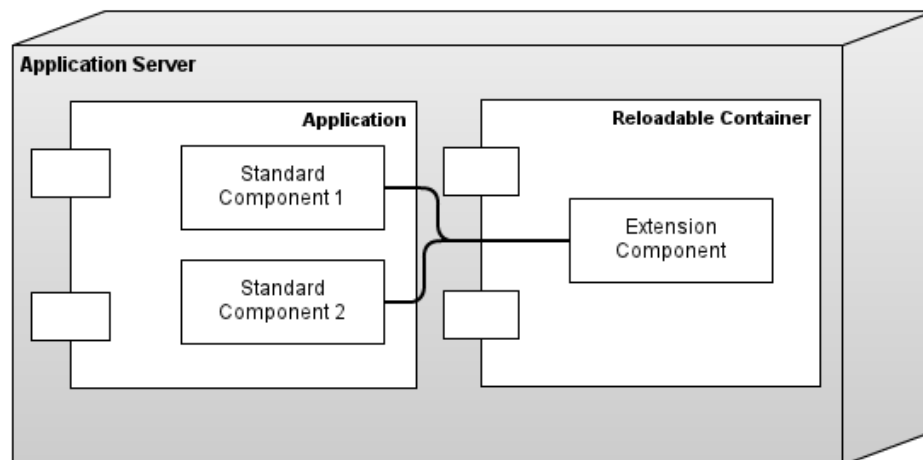 Application Server
Application
Standard
Component 1
Standard
Component 2
Reloadable Container
Extension
Component